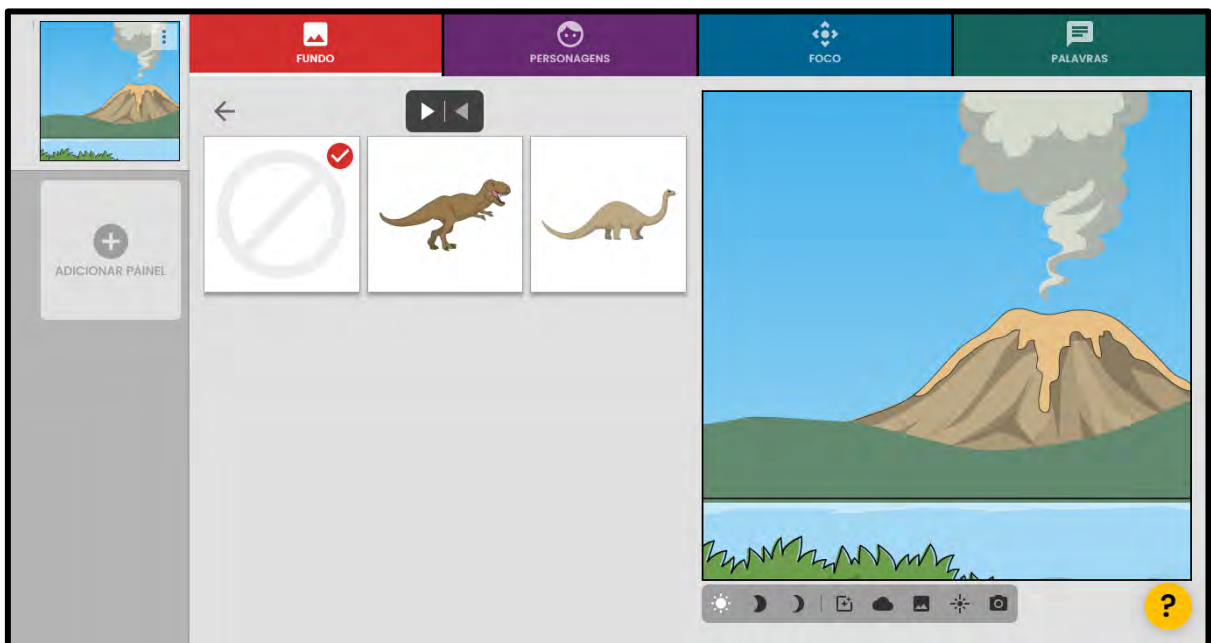 FUNDO
PERSONAGENS
FOCO
PALAVRAS
ADICIONAR PAINEL
?